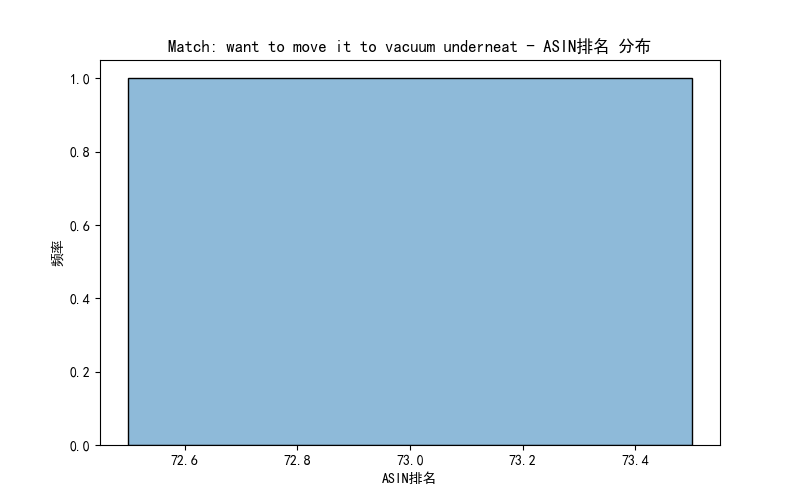 Match: want to move it to vacuum underneat - ASIN排名 分布
1.0
0.8
0.6
0.4
0.2
0.0
频率
72.6 72.8 73.0 73.2 73.4
ASIN排名